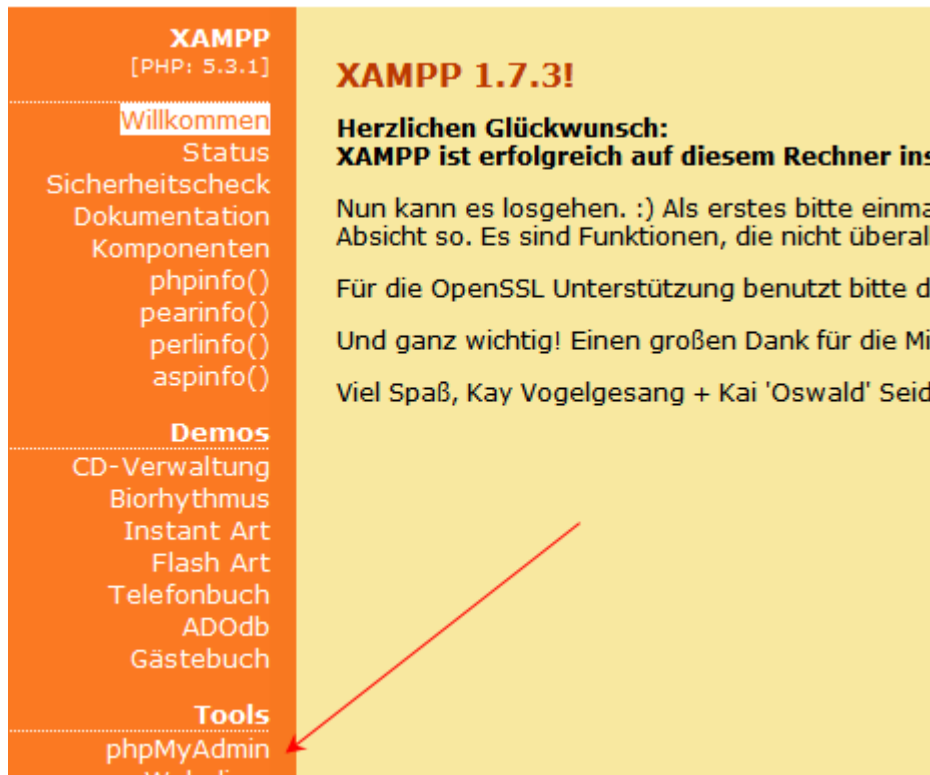 XAMPP
[PHP: 5.3.1]
Willkommen
Status
Sicherheitscheck
Dokumentation
Komponenten
phpinfo()
pearinfo()
perlinfo()
aspinfo()
Demos
CD-Verwaltung
Biorhythmus
Instant Art
Flash Art
Telefonbuch
ADOdb
Gästebuch
Tools
phpMyAdmin
XAMPP 1.7.3!
Herzlichen Glückwunsch:
XAMPP ist erfolgreich auf diesem Rechner ins
Nun kann es losgehen. :) Als erstes bitte einma
Absicht so. Es sind Funktionen, die nicht überal
Für die OpenSSL Unterstützung benutzt bitte d
Und ganz wichtig! Einen großen Dank für die Mi
Viel Spaß, Kay Vogelgesang + Kai 'Oswald' Seid